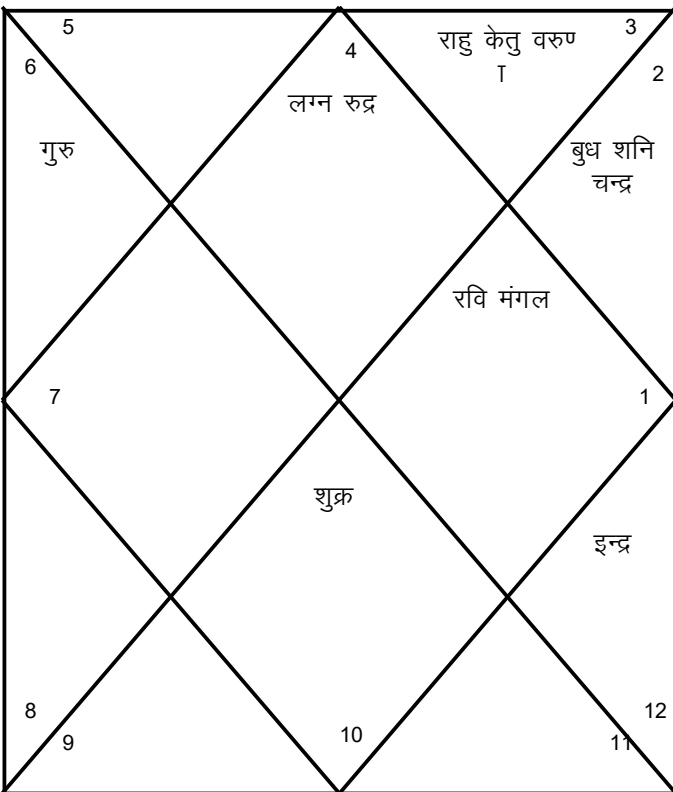 5
4
राहु केतु वरुण
ा
3
6
2
लग्न रुद्र
गुरु
बुध शनि
चन्द्र
रवि मंगल
7
1
शुक्र
इन्द्र
8
12
9
10
11